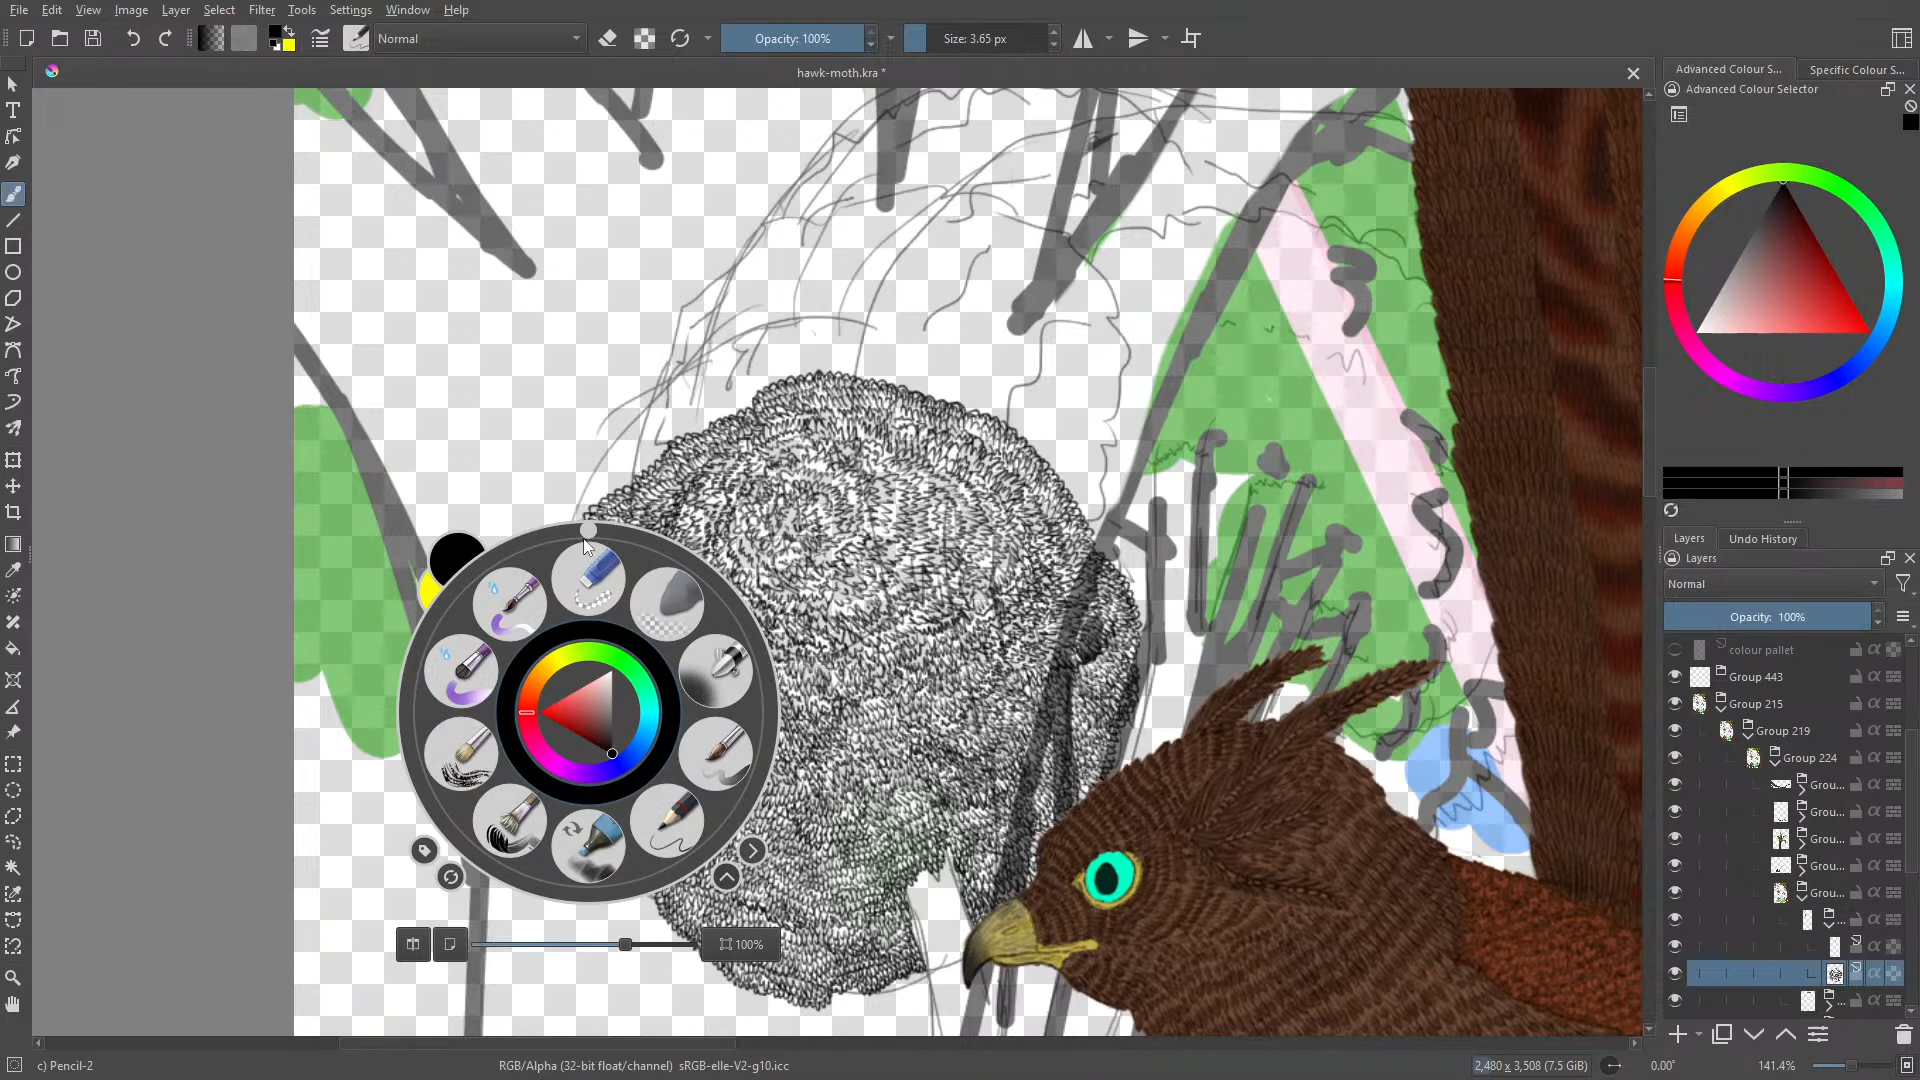 File Edit View Image Layer Select Filter Tools Settings Window Help
Normal
Opacity: 100%
Size: 3.65 px
hawk-moth.kra *
Advanced Colour S...
Specific Colour S...
Advanced Colour Selector
Layers
Undo History
Layers
Normal
Opacity: 100%
colour pallet
Group 443
Group 215
Group 219
Group 224
Grou...
Grou...
Grou...
Grou...
Grou...
...
...
100%
c) Pencil-2
RGB/Alpha (32-bit float/channel) sRGB-elle-V2-g10.icc
2,480 x 3,508 (7.5 GiB)
0.00°
141.4%